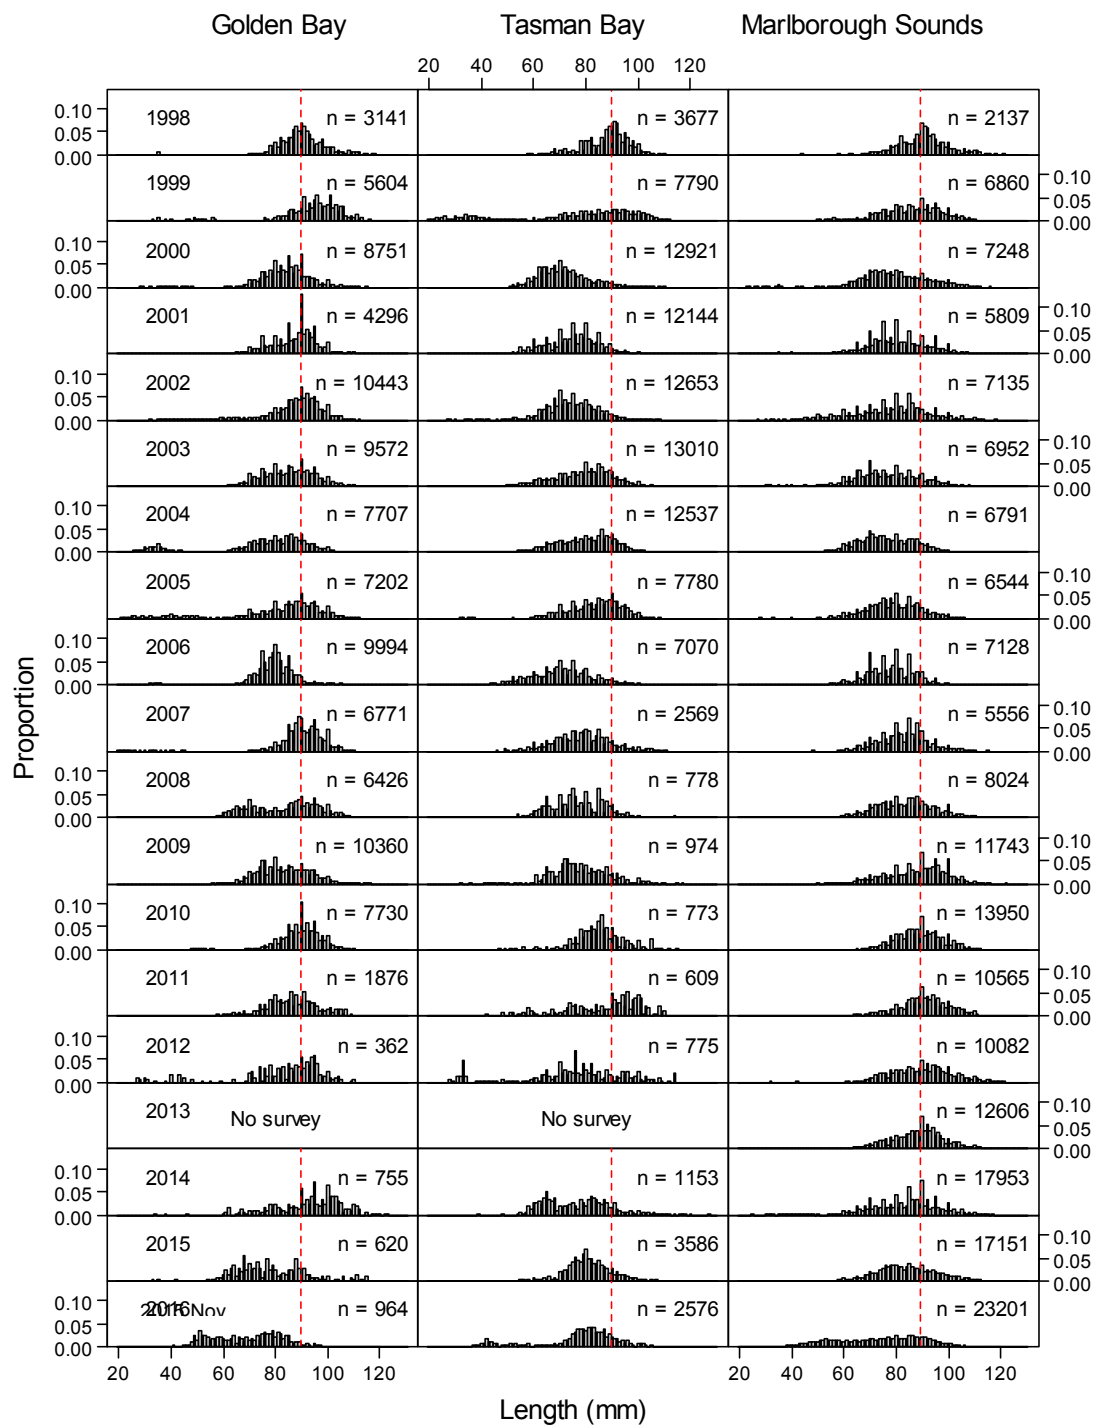 Golden Bay Tasman Bay Marlborough Sounds
20 40 60 80 100 120
0.10 0.05 0.00 1998 n = 3141 n = 3677 n = 2137
1999 n = 5604 n = 7790 n = 6860 0.10 0.05 0.00
0.10 0.05 0.00 2000 n = 8751 n = 12921 n = 7248
2001 n = 4296 n = 12144 n = 5809 0.10 0.05 0.00
0.10 0.05 0.00 2002 n = 10443 n = 12653 n = 7135
2003 n = 9572 n = 13010 n = 6952 0.10 0.05 0.00
0.10 0.05 0.00 2004 n = 7707 n = 12537 n = 6791
2005 n = 7202 n = 7780 n = 6544 0.10 0.05 0.00
0.10 0.05 0.00 2006 n = 9994 n = 7070 n = 7128
Proportion
2007 n = 6771 n = 2569 n = 5556 0.10 0.05 0.00
0.10 0.05 0.00 2008 n = 6426 n = 778 n = 8024
2009 n = 10360 n = 974 n = 11743 0.10 0.05 0.00
0.10 0.05 0.00 2010 n = 7730 n = 773 n = 13950
2011 n = 1876 n = 609 n = 10565 0.10 0.05 0.00
0.10 0.05 0.00 2012 n = 362 n = 775 n = 10082
2013 No survey No survey n = 12606 0.10 0.05 0.00
0.10 0.05 0.00 2014 n = 755 n = 1153 n = 17953
2015 n = 620 n = 3586 n = 17151 0.10 0.05 0.00
0.10 0.05 0.00 2016 Nov n = 964 n = 2576 n = 23201
20 40 60 80 100 120 20 40 60 80 100 120
Length (mm)